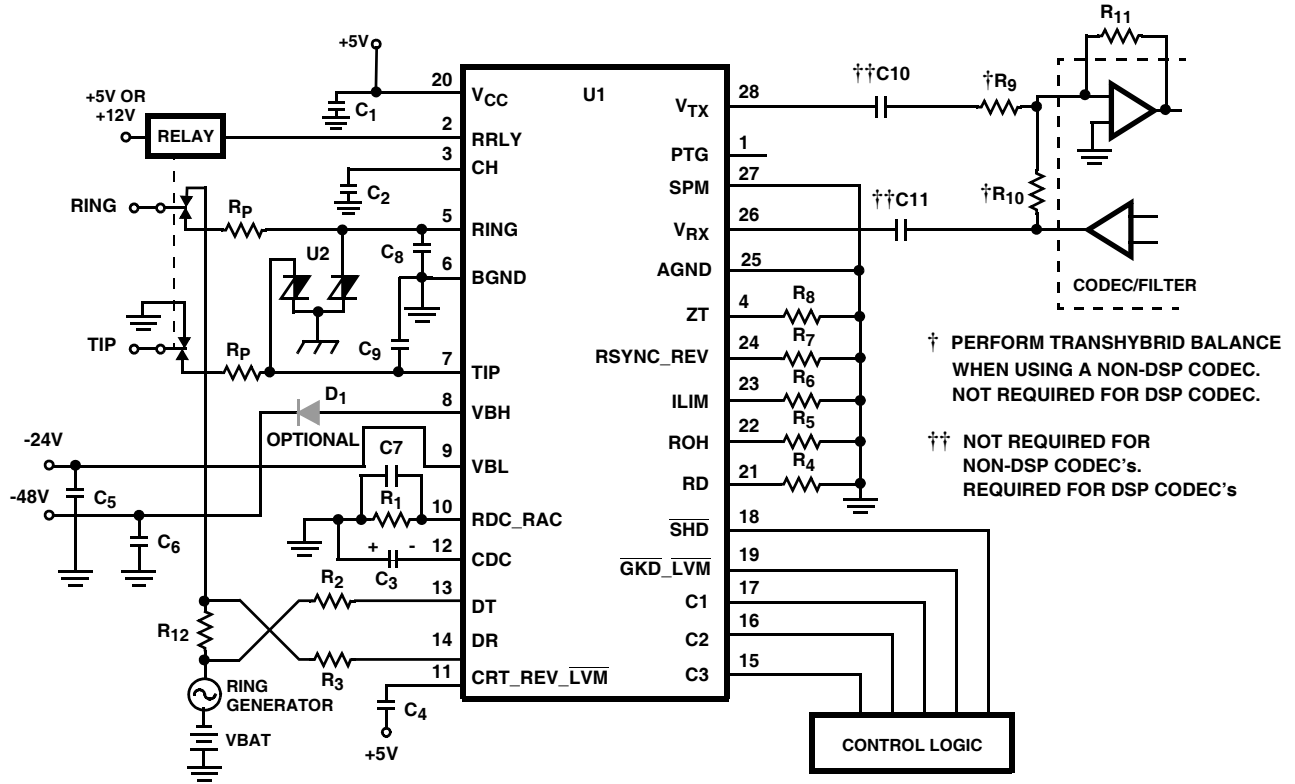 +5V
+5V OR
+12V
RELAY
C1
20
VCC
U1
2
RRLY
3
CH
C2
RING
RP
5
RING
U2
C8
6
BGND
TIP
RP
C9
7
TIP
D1
OPTIONAL
8
VBH
-24V
C7
9
VBL
-48V
C5
R1
10
RDC_RAC
C6
+ -
C3
12
CDC
R2
13
DT
R12
14
DR
R3
11
CRT_REV_LVM
RING
GENERATOR
C4
VBAT
+5V
VTX
28
††C10
†R9
R11
PTG
1
SPM
27
†R10
VRX
26
††C11
AGND
25
CODEC/FILTER
ZT
4
R8
RSYNC_REV
24
R7
ILIM
23
R6
ROH
22
R5
RD
21
R4
SHD
18
GKD_LVM
19
C1
17
C2
16
C3
15
CONTROL LOGIC
† PERFORM TRANSHYBRID BALANCE
WHEN USING A NON-DSP CODEC.
NOT REQUIRED FOR DSP CODEC.
†† NOT REQUIRED FOR
NON-DSP CODEC's.
REQUIRED FOR DSP CODEC's